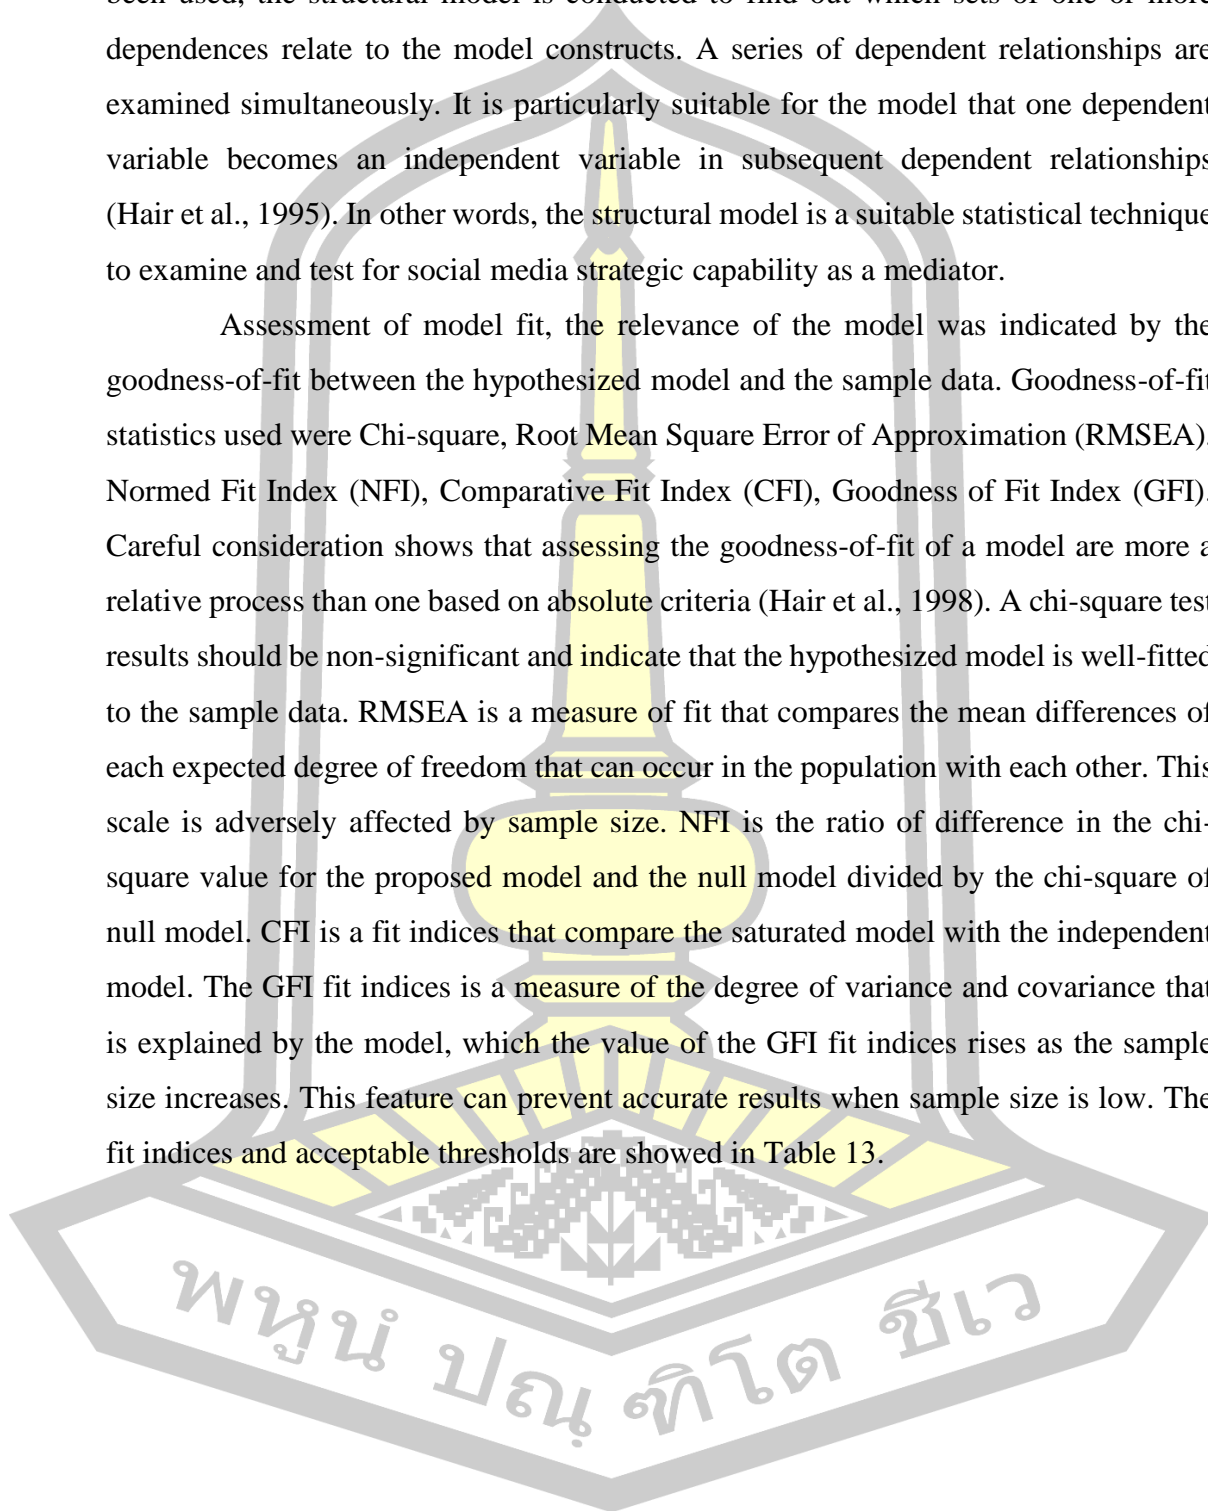 been used, the structural model is conducted to find out which sets of one or more
dependences relate to the model constructs. A series of dependent relationships are
examined simultaneously. It is particularly suitable for the model that one dependent
variable becomes an independent variable in subsequent dependent relationships
(Hair et al., 1995). In other words, the structural model is a suitable statistical technique
to examine and test for social media strategic capability as a mediator.
Assessment of model fit, the relevance of the model was indicated by the
goodness-of-fit between the hypothesized model and the sample data. Goodness-of-fit
statistics used were Chi-square, Root Mean Square Error of Approximation (RMSEA),
Normed Fit Index (NFI), Comparative Fit Index (CFI), Goodness of Fit Index (GFI).
Careful consideration shows that assessing the goodness-of-fit of a model are more a
relative process than one based on absolute criteria (Hair et al., 1998). A chi-square test
results should be non-significant and indicate that the hypothesized model is well-fitted
to the sample data. RMSEA is a measure of fit that compares the mean differences of
each expected degree of freedom that can occur in the population with each other. This
scale is adversely affected by sample size. NFI is the ratio of difference in the chi-
square value for the proposed model and the null model divided by the chi-square of
null model. CFI is a fit indices that compare the saturated model with the independent
model. The GFI fit indices is a measure of the degree of variance and covariance that
is explained by the model, which the value of the GFI fit indices rises as the sample
size increases. This feature can prevent accurate results when sample size is low. The
fit indices and acceptable thresholds are showed in Table 13.
พหูนํ ปณฺฑิโต ชีเว